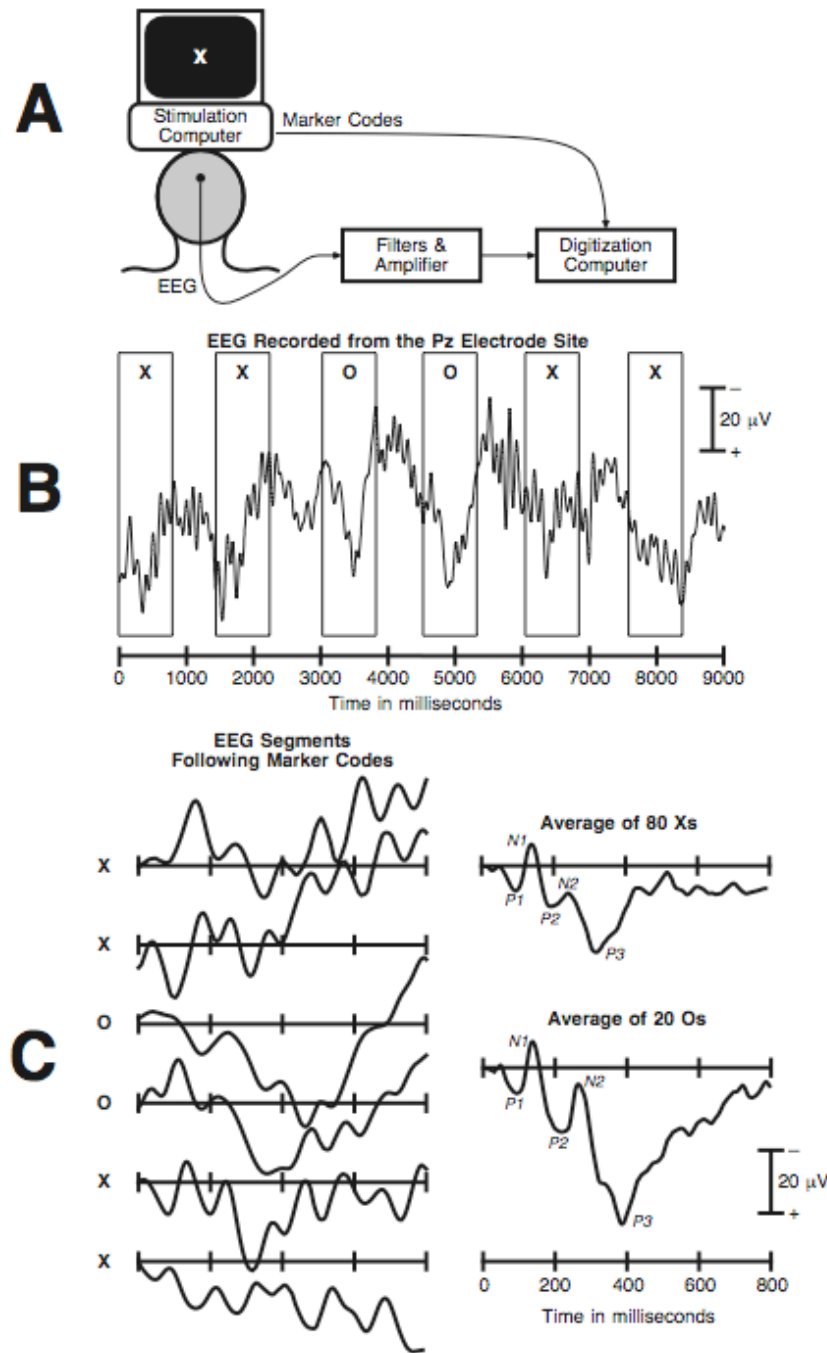 A
X
Stimulation
Computer
Marker Codes
Filters &
Amplifier
Digitization
Computer
EEG
B
EEG Recorded from the Pz Electrode Site
X X O O X X
−
20 μV
+
0 1000 2000 3000 4000 5000 6000 7000 8000 9000
Time in milliseconds
C
EEG Segments
Following Marker Codes
X
X
O
O
X
X
Average of 80 Xs
N1
P1
N2
P2
P3
Average of 20 Os
N1
P1
N2
P2
P3
−
20 μV
+
0 200 400 600 800
Time in milliseconds